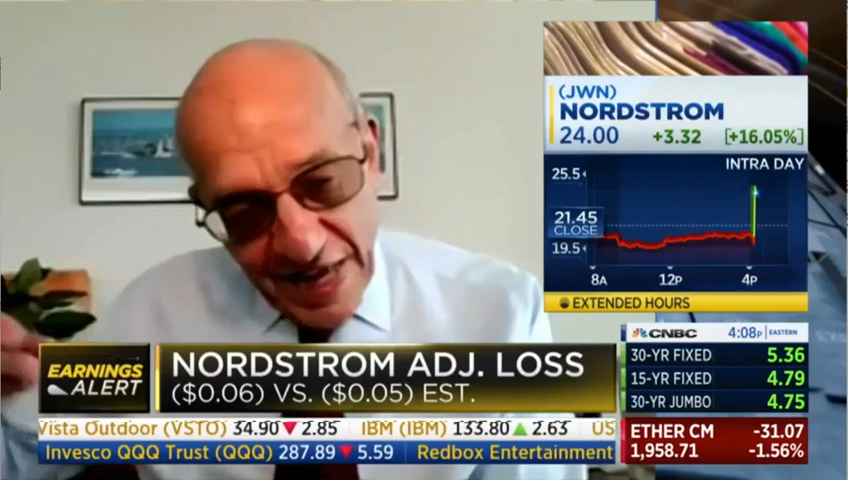 (JWN)
NORDSTROM
24.00 +3.32 [+16.05%]
INTRA DAY
25.5
21.45
CLOSE
19.5
8A 12P 4P
EXTENDED HOURS
EARNINGS
ALERT
NORDSTROM ADJ. LOSS
($0.06) VS. ($0.05) EST.
CNBC 4:08P EASTERN
30-YR FIXED 5.36
15-YR FIXED 4.79
30-YR JUMBO 4.75
ETHER CM -31.07
1,958.71 -1.56%
Vista Outdoor (VSTO) 34.90 ▼ 2.85 IBM (IBM) 133.80 ▲ 2.63 US
Invesco QQQ Trust (QQQ) 287.89 ▼ 5.59 Redbox Entertainment